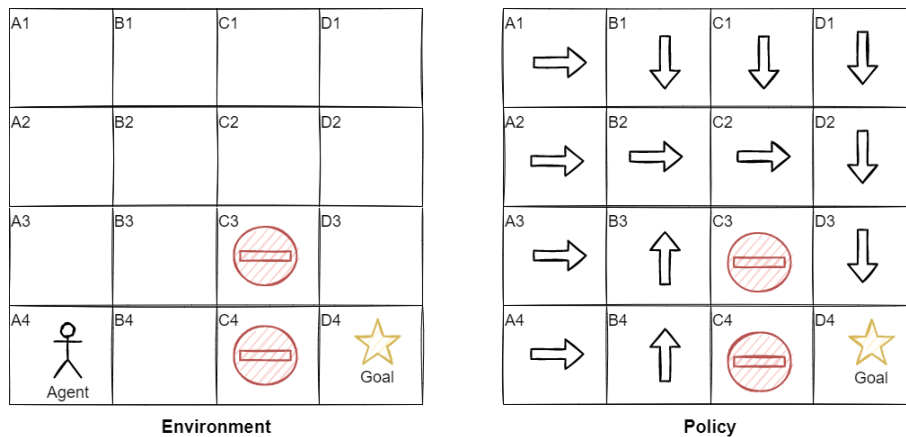 A1 B1 C1 D1
A2 B2 C2 D2
A3 B3 C3 D3
A4 B4 C4 D4
Agent Goal
Environment
A1 B1 C1 D1
A2 B2 C2 D2
A3 B3 C3 D3
A4 B4 C4 D4
Goal
Policy